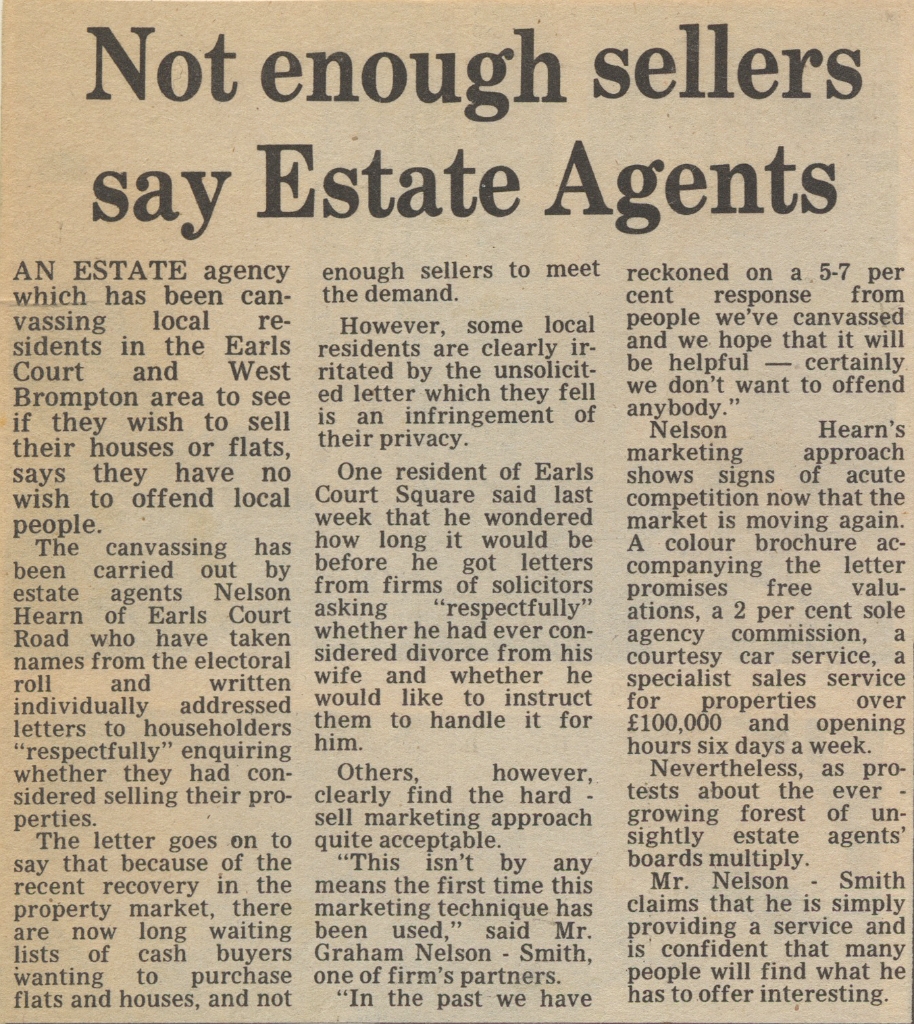 Not enough sellers
say Estate Agents
AN ESTATE agency
which has been can-
vassing local re-
sidents in the Earls
Court and West
Brompton area to see
if they wish to sell
their houses or flats,
says they have no
wish to offend local
people.
The canvassing has
been carried out by
estate agents Nelson
Hearn of Earls Court
Road who have taken
names from the electoral
roll and written
individually addressed
letters to householders
“respectfully” enquiring
whether they had con-
sidered selling their pro-
perties.
The letter goes on to
say that because of the
recent recovery in the
property market, there
are now long waiting
lists of cash buyers
wanting to purchase
flats and houses, and not
enough sellers to meet
the demand.
However, some local
residents are clearly ir-
ritated by the unsolicit-
ed letter which they fell
is an infringement of
their privacy.
One resident of Earls
Court Square said last
week that he wondered
how long it would be
before he got letters
from firms of solicitors
asking “respectfully”
whether he had ever con-
sidered divorce from his
wife and whether he
would like to instruct
them to handle it for
him.
Others, however,
clearly find the hard -
sell marketing approach
quite acceptable.
“This isn’t by any
means the first time this
marketing technique has
been used,” said Mr.
Graham Nelson - Smith,
one of firm’s partners.
“In the past we have
reckoned on a 5-7 per
cent response from
people we’ve canvassed
and we hope that it will
be helpful — certainly
we don’t want to offend
anybody.”
Nelson Hearn’s
marketing approach
shows signs of acute
competition now that the
market is moving again.
A colour brochure ac-
companying the letter
promises free valu-
ations, a 2 per cent sole
agency commission, a
courtesy car service, a
specialist sales service
for properties over
£100,000 and opening
hours six days a week.
Nevertheless, as pro-
tests about the ever -
growing forest of un-
sightly estate agents’
boards multiply.
Mr. Nelson - Smith
claims that he is simply
providing a service and
is confident that many
people will find what he
has to offer interesting.